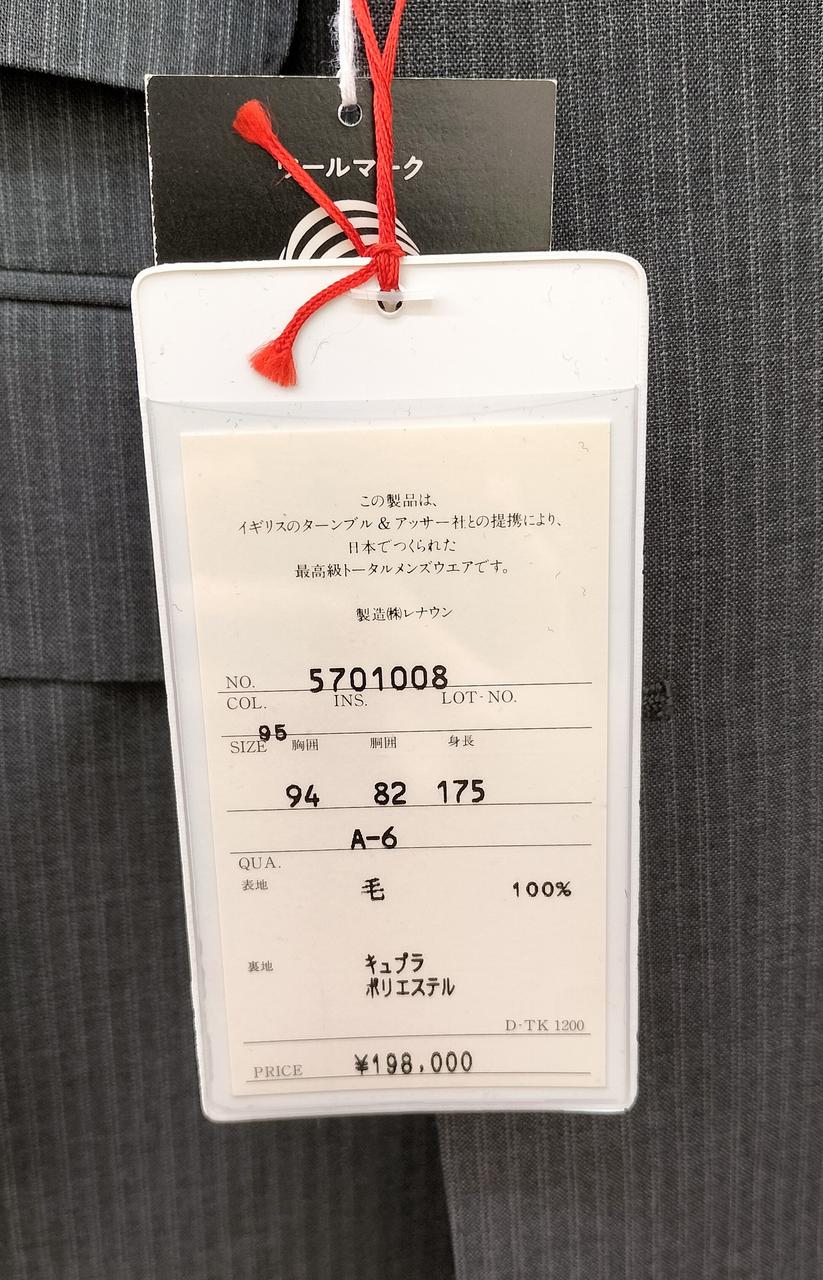 ウールマーク
この製品は、
イギリスのターンブル & アッサー社との提携により、
日本でつくられた
最高級トータルメンズウエアです。
製造㈱レナウン
NO. 5701008
COL. INS. LOT-NO.
95
SIZE 胸囲 胴囲 身長
94 82 175
A-6
QUA.
表地 毛 100%
裏地 キュプラ
ポリエステル
D-TK 1200
PRICE ¥198,000